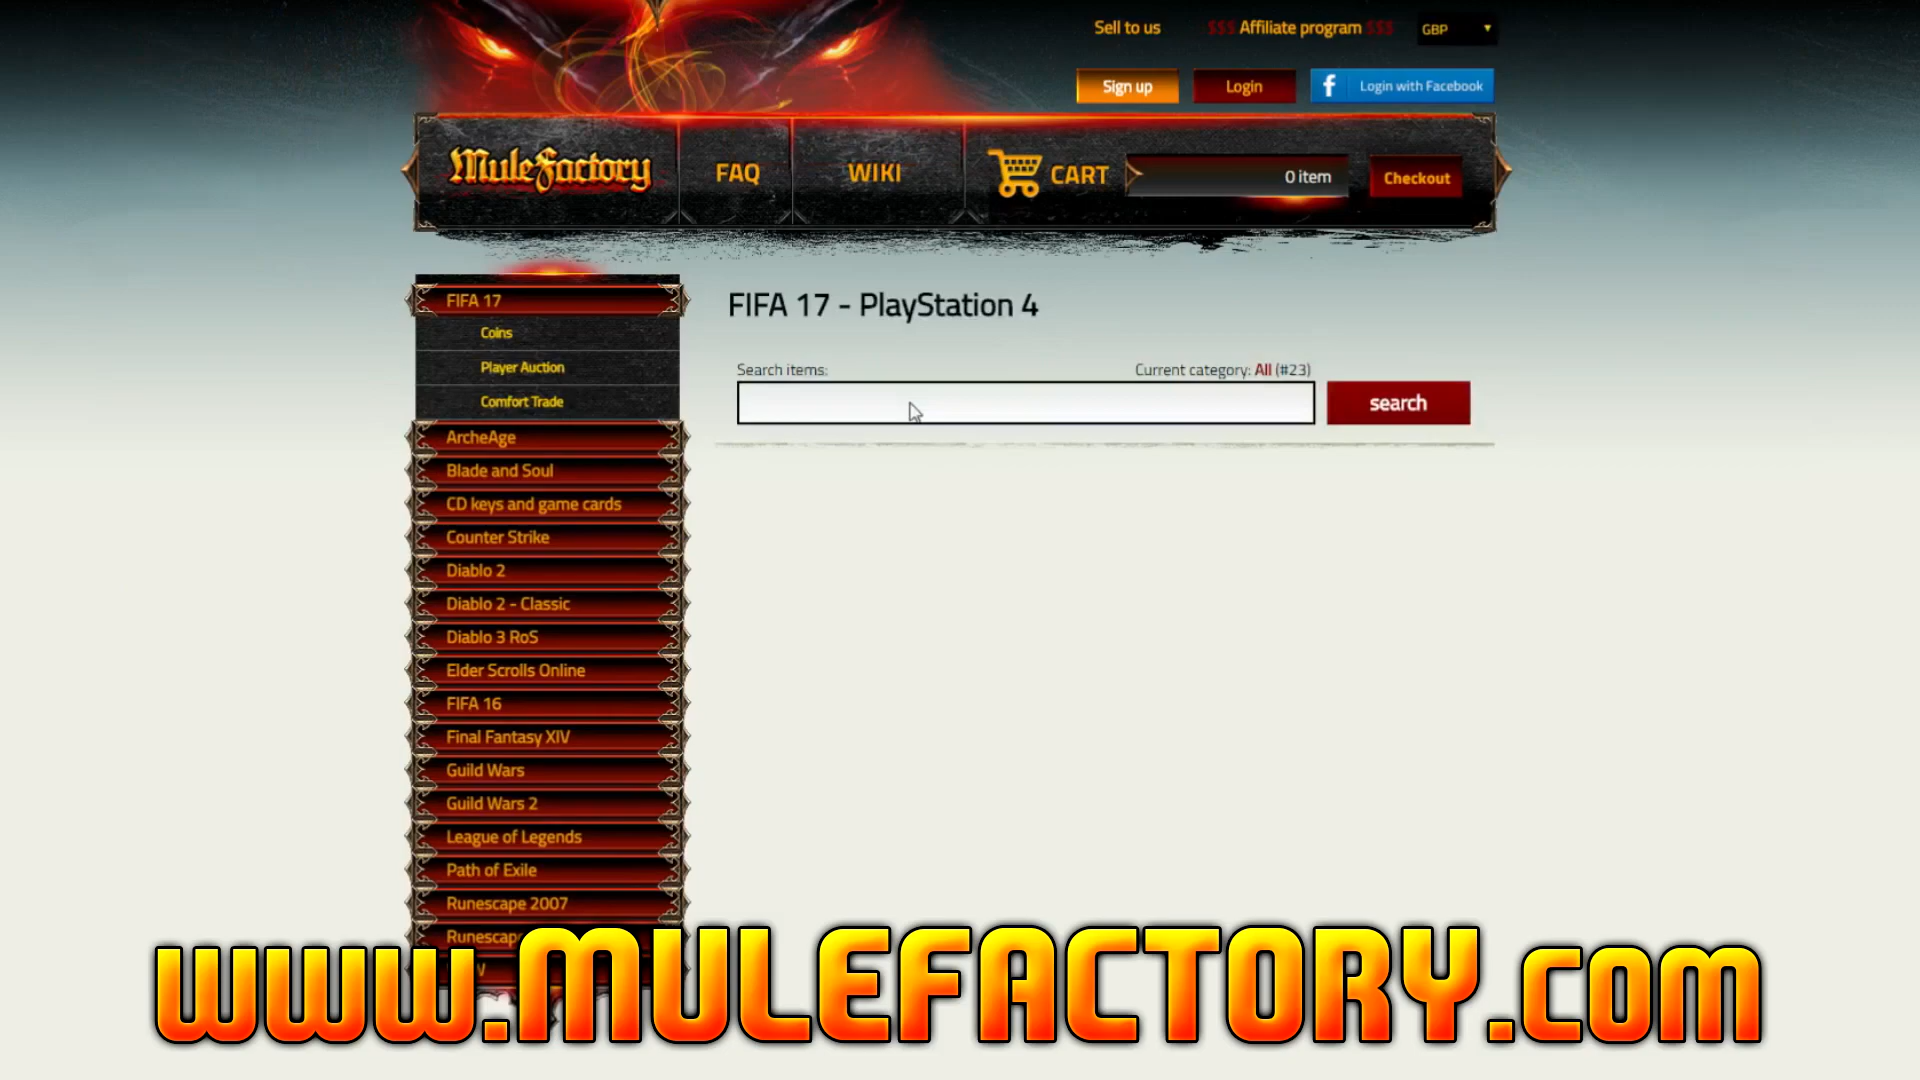 Sell to us
$$$ Affiliate program $$$
GBP
Sign up
Login
f Login with Facebook
MuleFactory
FAQ
WIKI
CART
0 item
Checkout
FIFA 17
Coins
Player Auction
Comfort Trade
ArcheAge
Blade and Soul
CD keys and game cards
Counter Strike
Diablo 2
Diablo 2 - Classic
Diablo 3 RoS
Elder Scrolls Online
FIFA 16
Final Fantasy XIV
Guild Wars
Guild Wars 2
League of Legends
Path of Exile
Runescape 2007
FIFA 17 - PlayStation 4
Search items:
Current category: All (#23)
search
www.MULEFACTORY.com